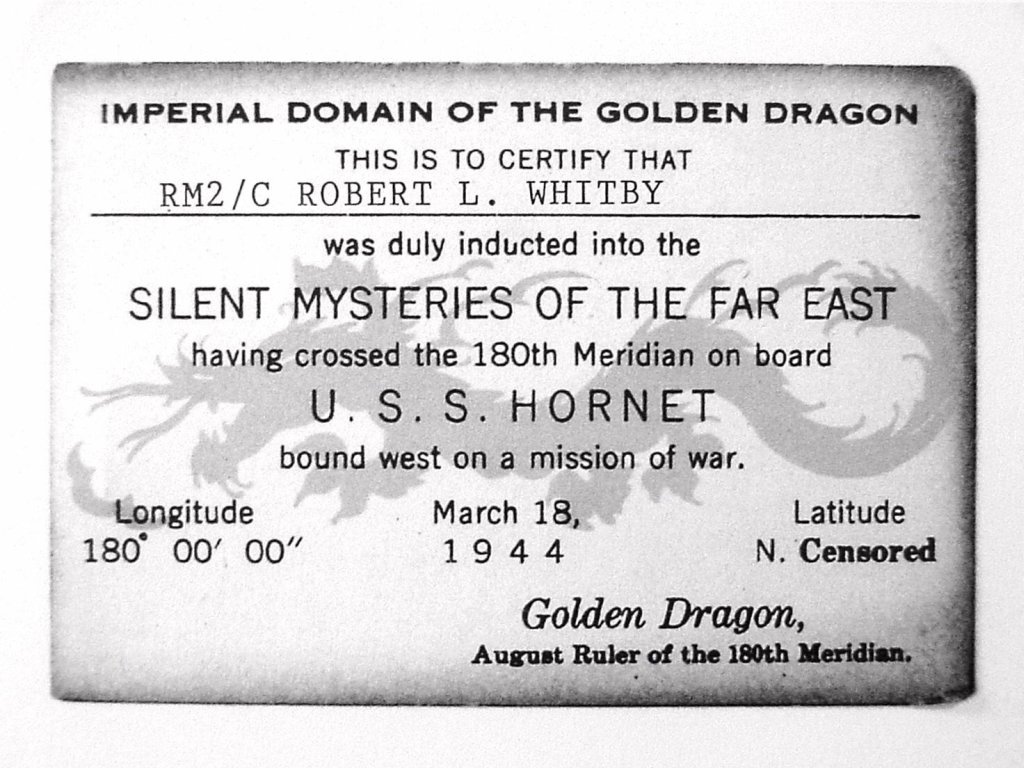 IMPERIAL DOMAIN OF THE GOLDEN DRAGON
THIS IS TO CERTIFY THAT
RM2/C ROBERT L. WHITBY
was duly inducted into the
SILENT MYSTERIES OF THE FAR EAST
having crossed the 180th Meridian on board
U. S. S. HORNET
bound west on a mission of war.
Longitude March 18, Latitude
180° 00′ 00″ 1944 N. Censored
Golden Dragon,
August Ruler of the 180th Meridian.